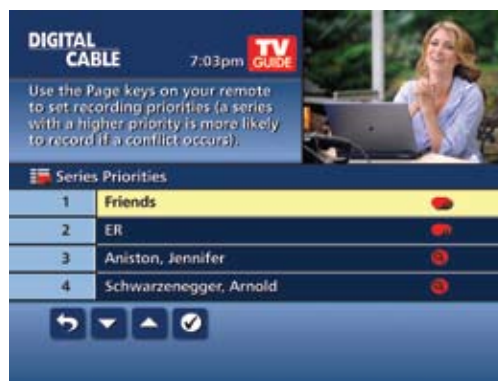 DIGITAL
CABLE
7:03pm
TV
GUIDE
Use the Page keys on your remote
to set recording priorities (a series
with a higher priority is more likely
to record if a conflict occurs).
Series Priorities
1 Friends
2 ER
3 Aniston, Jennifer
4 Schwarzenegger, Arnold